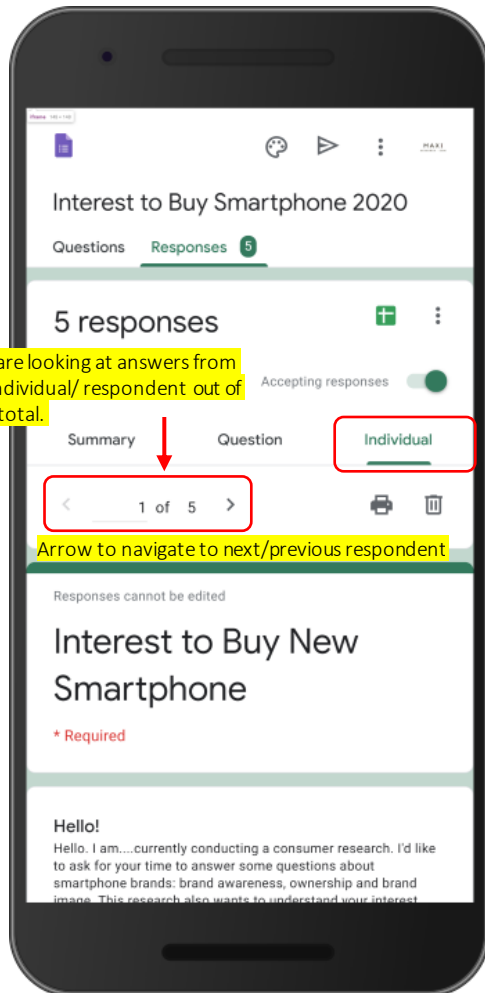 MAXI
Interest to Buy Smartphone 2020
Questions Responses 5
5 responses
are looking at answers from
ndividual/ respondent out of
total.
Accepting responses
Summary Question Individual
< 1 of 5 >
Arrow to navigate to next/previous respondent
Responses cannot be edited
Interest to Buy New
Smartphone
* Required
Hello!
Hello. I am....currently conducting a consumer research. I'd like
to ask for your time to answer some questions about
smartphone brands: brand awareness, ownership and brand
image. This research also wants to understand your interest